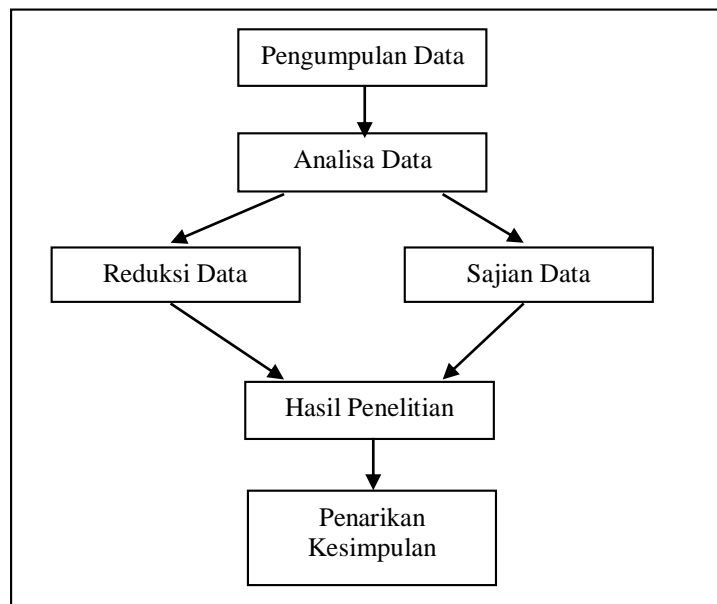 Pengumpulan Data
Analisa Data
Reduksi Data
Sajian Data
Hasil Penelitian
Penarikan
Kesimpulan